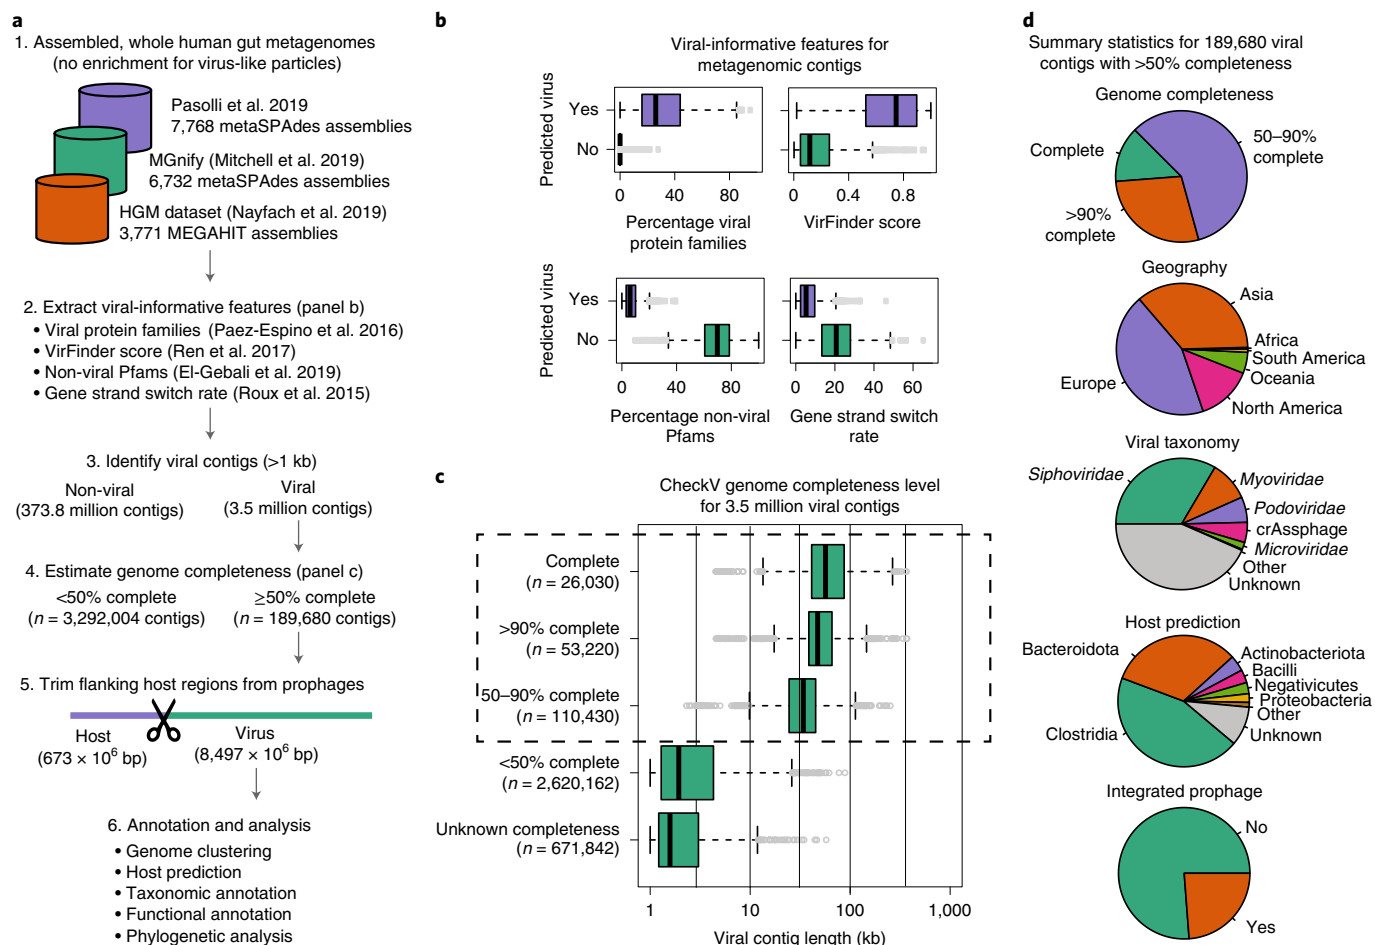 a
1. Assembled, whole human gut metagenomes
(no enrichment for virus-like particles)
Pasolli et al. 2019
7,768 metaSPAdes assemblies
MGnify (Mitchell et al. 2019)
6,732 metaSPAdes assemblies
HGM dataset (Nayfach et al. 2019)
3,771 MEGAHIT assemblies
2. Extract viral-informative features (panel b)
• Viral protein families (Paez-Espino et al. 2016)
• VirFinder score (Ren et al. 2017)
• Non-viral Pfams (El-Gebali et al. 2019)
• Gene strand switch rate (Roux et al. 2015)
3. Identify viral contigs (>1 kb)
Non-viral
(373.8 million contigs)
Viral
(3.5 million contigs)
4. Estimate genome completeness (panel c)
<50% complete
(n = 3,292,004 contigs)
≥50% complete
(n = 189,680 contigs)
5. Trim flanking host regions from prophages
Host
(673 × 10⁶ bp)
Virus
(8,497 × 10⁶ bp)
6. Annotation and analysis
• Genome clustering
• Host prediction
• Taxonomic annotation
• Functional annotation
• Phylogenetic analysis
b
Viral-informative features for
metagenomic contigs
Predicted virus
Yes
No
0 40 80
Percentage viral
protein families
0 0.4 0.8
VirFinder score
Predicted virus
Yes
No
0 40 80
Percentage non-viral
Pfams
0 20 40 60
Gene strand switch
rate
c
CheckV genome completeness level
for 3.5 million viral contigs
Complete
(n = 26,030)
>90% complete
(n = 53,220)
50–90% complete
(n = 110,430)
<50% complete
(n = 2,620,162)
Unknown completeness
(n = 671,842)
1 10 100 1,000
Viral contig length (kb)
d
Summary statistics for 189,680 viral
contigs with >50% completeness
Genome completeness
50–90%
complete
Complete
>90%
complete
Geography
Asia
Africa
South America
Oceania
North America
Europe
Viral taxonomy
Siphoviridae
Myoviridae
Podoviridae
crAssphage
Microviridae
Other
Unknown
Host prediction
Bacteroidota
Actinobacteriota
Bacilli
Negativicutes
Proteobacteria
Other
Unknown
Clostridia
Integrated prophage
No
Yes